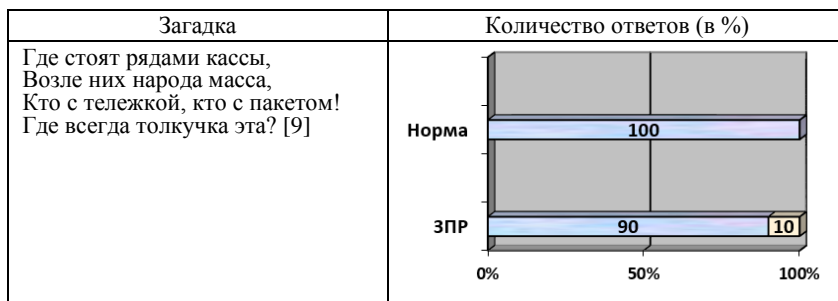 Загадка
Количество ответов (в %)
Где стоят рядами кассы,
Возле них народа масса,
Кто с тележкой, кто с пакетом!
Где всегда толкучка эта? [9]
Норма
100
ЗПР
90
10
0%
50%
100%